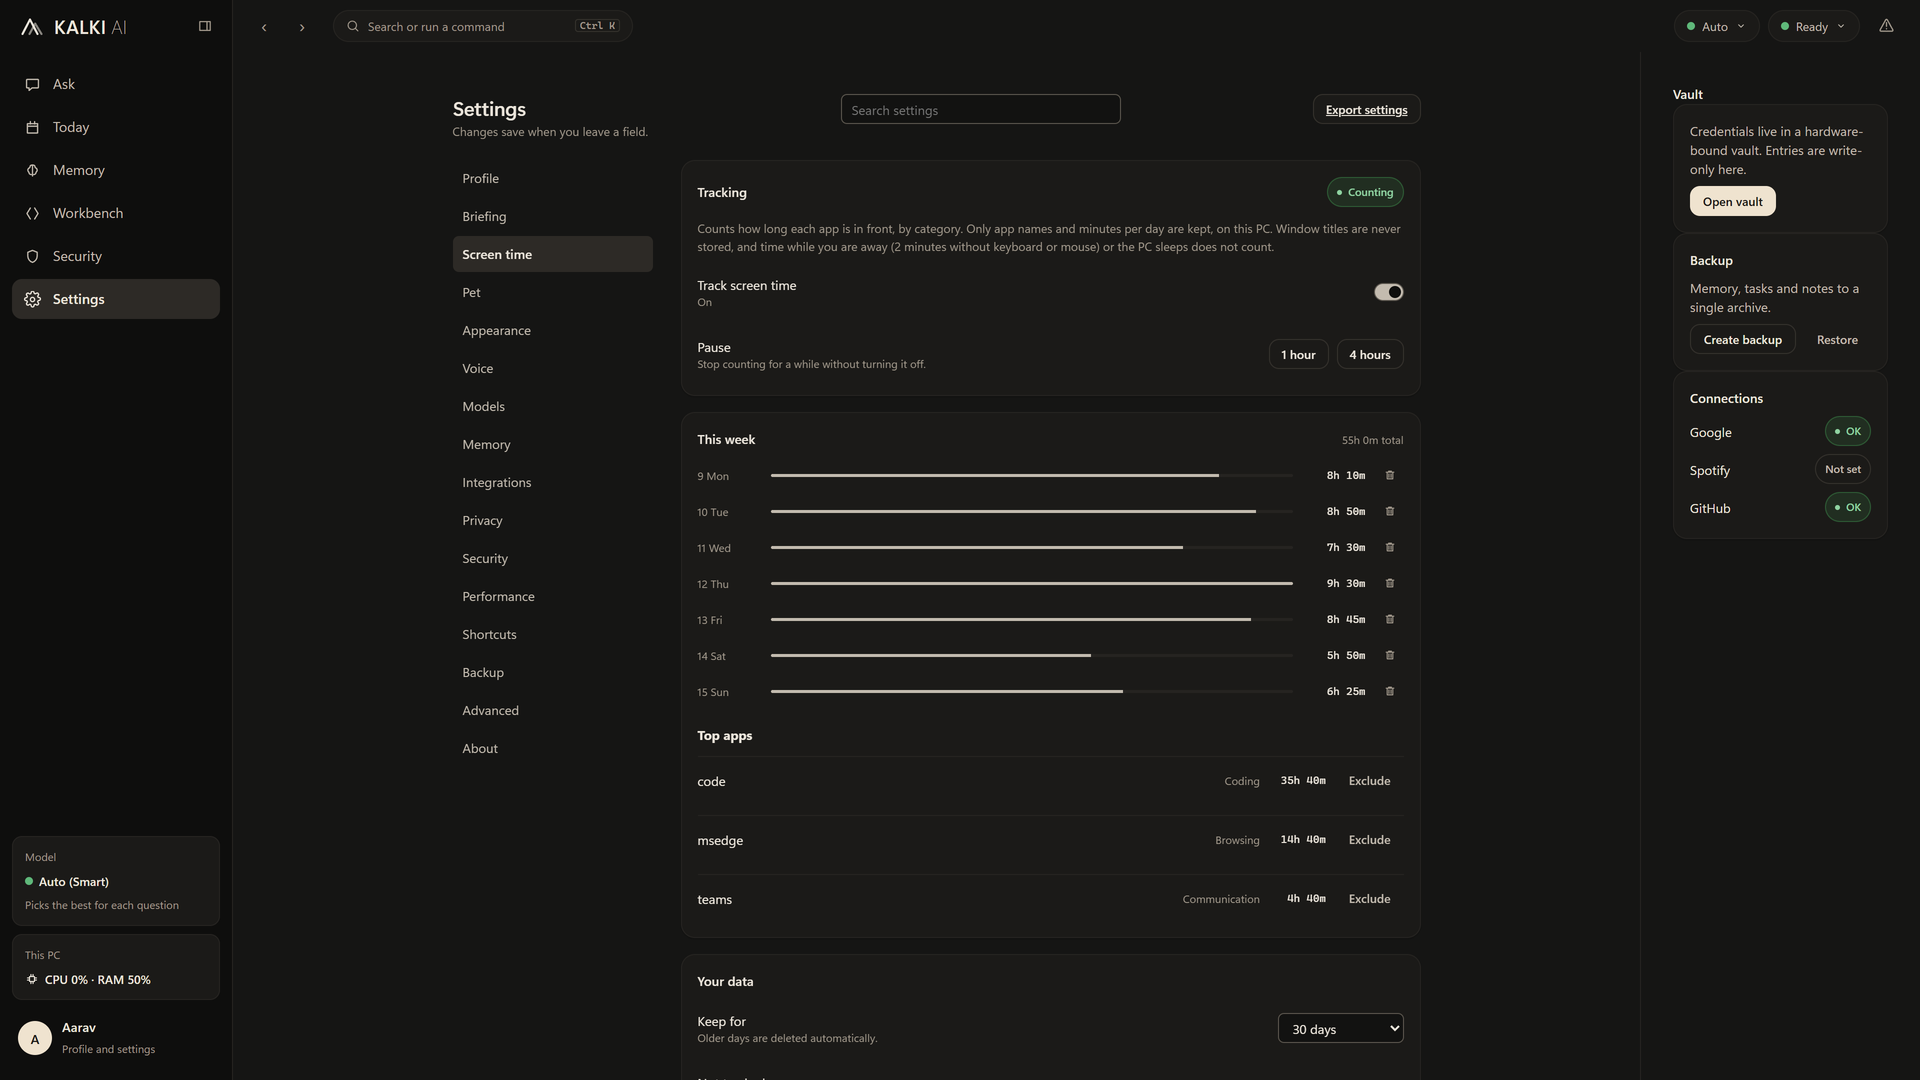 KALKI AI
Ask
Today
Memory
Workbench
Security
Settings
Model
Auto (Smart)
Picks the best for each question
This PC
CPU 0% · RAM 50%
A
Aarav
Profile and settings
Search or run a command
Ctrl K
Auto
Ready
Settings
Changes save when you leave a field.
Search settings
Export settings
Profile
Briefing
Screen time
Pet
Appearance
Voice
Models
Memory
Integrations
Privacy
Security
Performance
Shortcuts
Backup
Advanced
About
Tracking
Counting
Counts how long each app is in front, by category. Only app names and minutes per day are kept, on this PC. Window titles are never
stored, and time while you are away (2 minutes without keyboard or mouse) or the PC sleeps does not count.
Track screen time
On
Pause
Stop counting for a while without turning it off.
1 hour
4 hours
This week
55h 0m total
9 Mon
8h 10m
10 Tue
8h 50m
11 Wed
7h 30m
12 Thu
9h 30m
13 Fri
8h 45m
14 Sat
5h 50m
15 Sun
6h 25m
Top apps
code
Coding
35h 40m
Exclude
msedge
Browsing
14h 40m
Exclude
teams
Communication
4h 40m
Exclude
Your data
Keep for
Older days are deleted automatically.
30 days
Vault
Credentials live in a hardware-
bound vault. Entries are write-
only here.
Open vault
Backup
Memory, tasks and notes to a
single archive.
Create backup
Restore
Connections
Google
OK
Spotify
Not set
GitHub
OK